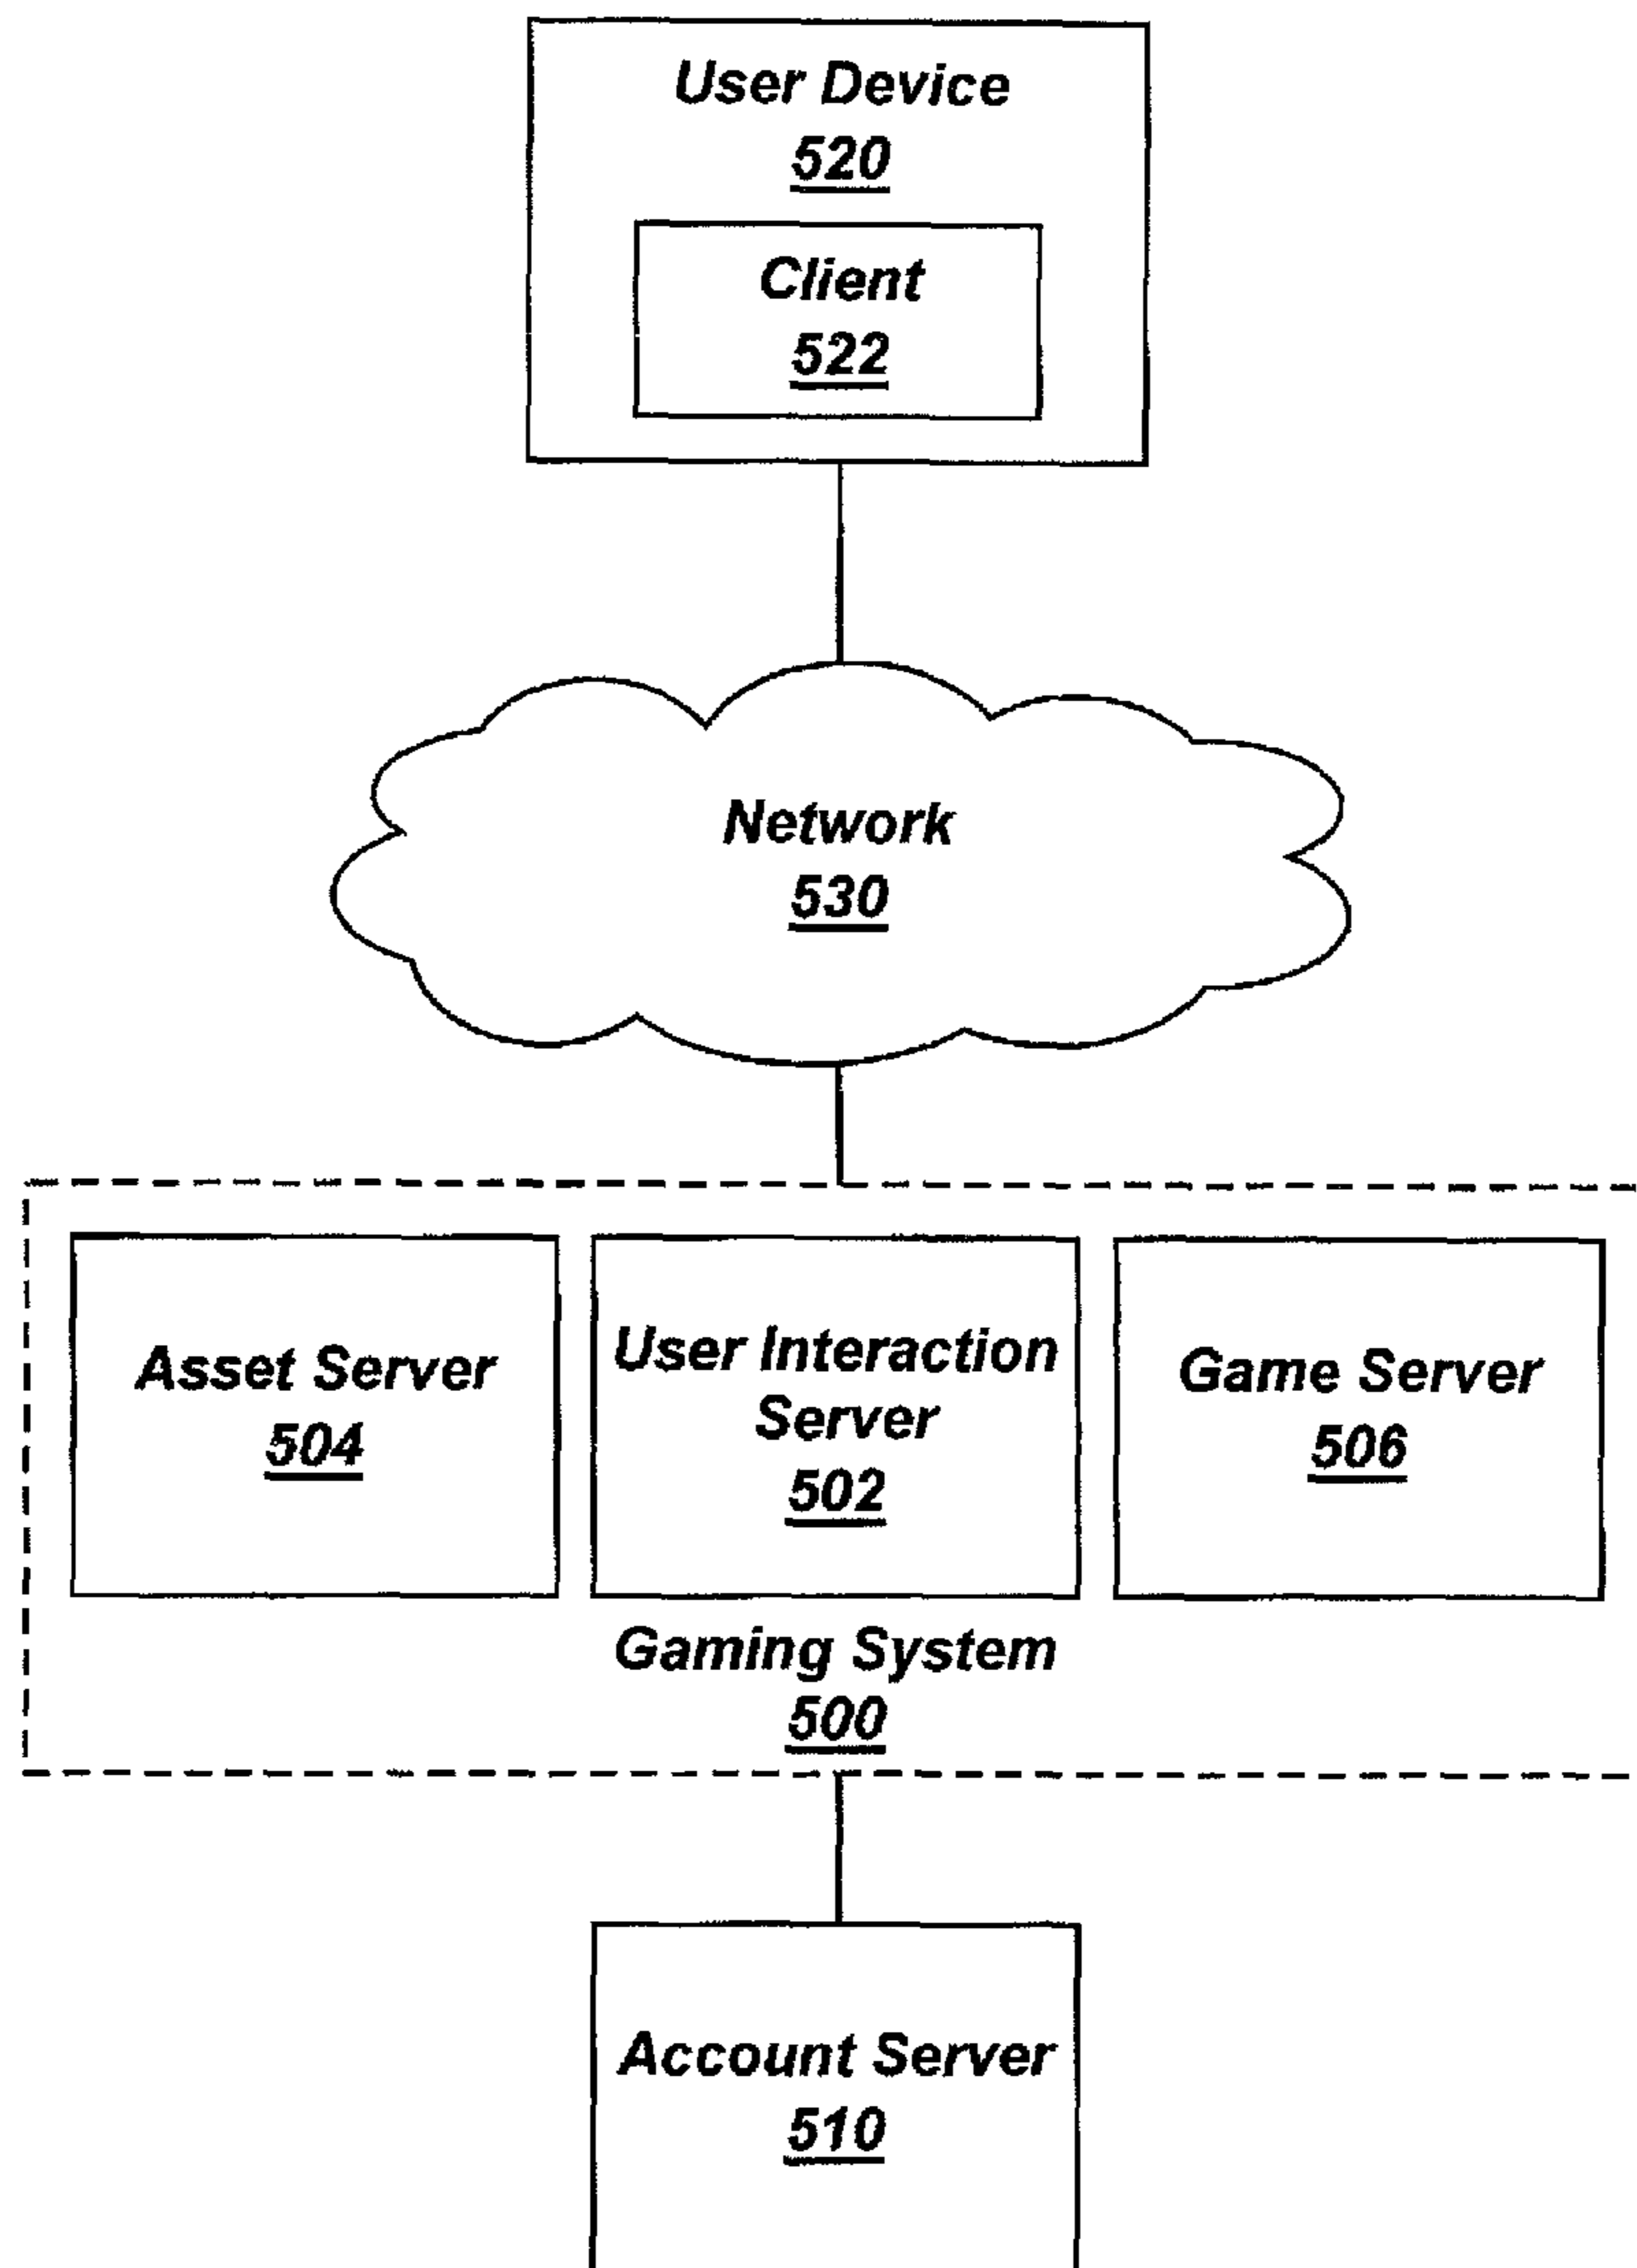 User Device
520
Client
522
Network
530
Asset Server
504
User Interaction
Server
502
Game Server
506
Gaming System
500
Account Server
510